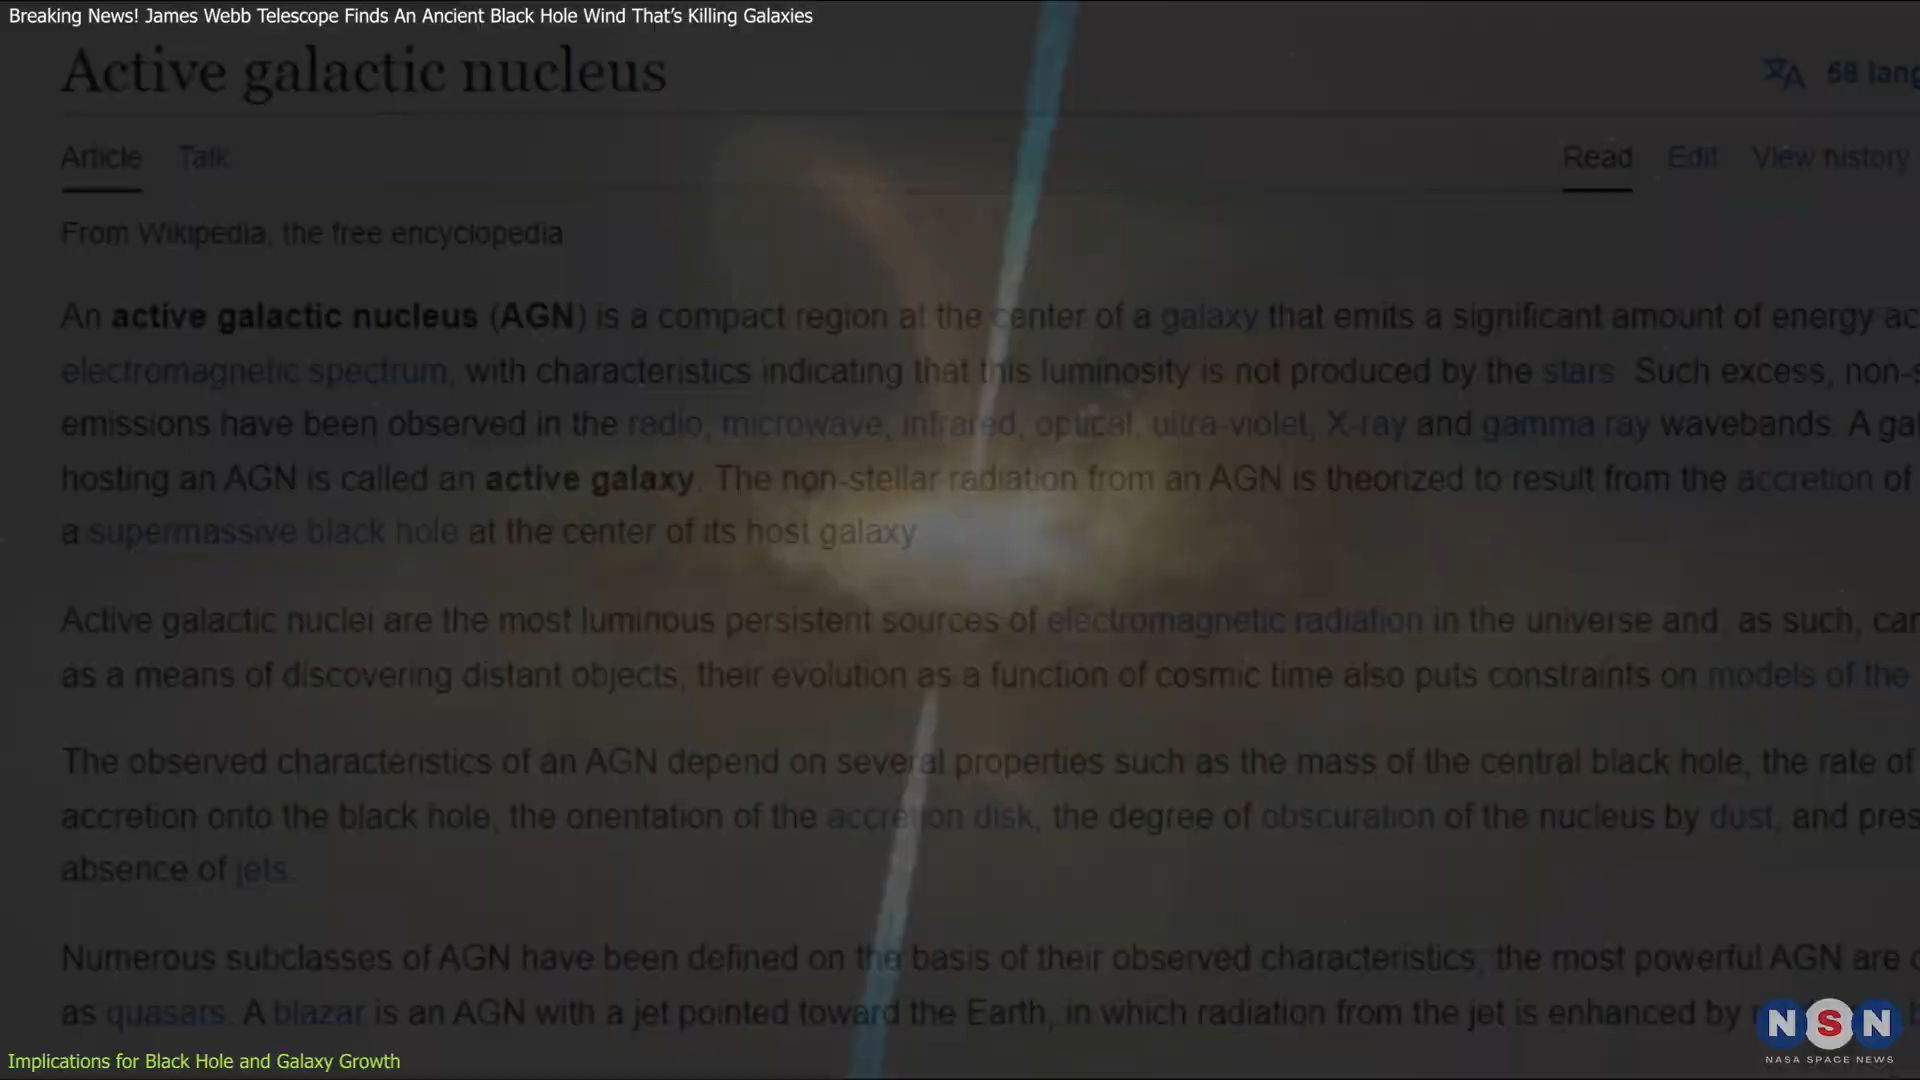 Breaking News! James Webb Telescope Finds An Ancient Black Hole Wind That’s Killing Galaxies
Active galactic nucleus
58 lang
Article Talk
Read Edit View history
From Wikipedia, the free encyclopedia
An active galactic nucleus (AGN) is a compact region at the center of a galaxy that emits a significant amount of energy ac
electromagnetic spectrum, with characteristics indicating that this luminosity is not produced by the stars. Such excess, non-s
emissions have been observed in the radio, microwave, infrared, optical, ultra-violet, X-ray and gamma ray wavebands. A gal
hosting an AGN is called an active galaxy. The non-stellar radiation from an AGN is theorized to result from the accretion of
a supermassive black hole at the center of its host galaxy.
Active galactic nuclei are the most luminous persistent sources of electromagnetic radiation in the universe and, as such, can
as a means of discovering distant objects; their evolution as a function of cosmic time also puts constraints on models of the
The observed characteristics of an AGN depend on several properties such as the mass of the central black hole, the rate of
accretion onto the black hole, the orientation of the accretion disk, the degree of obscuration of the nucleus by dust, and pres
absence of jets.
Numerous subclasses of AGN have been defined on the basis of their observed characteristics; the most powerful AGN are c
as quasars. A blazar is an AGN with a jet pointed toward the Earth, in which radiation from the jet is enhanced by
NSN
NASA SPACE NEWS
Implications for Black Hole and Galaxy Growth